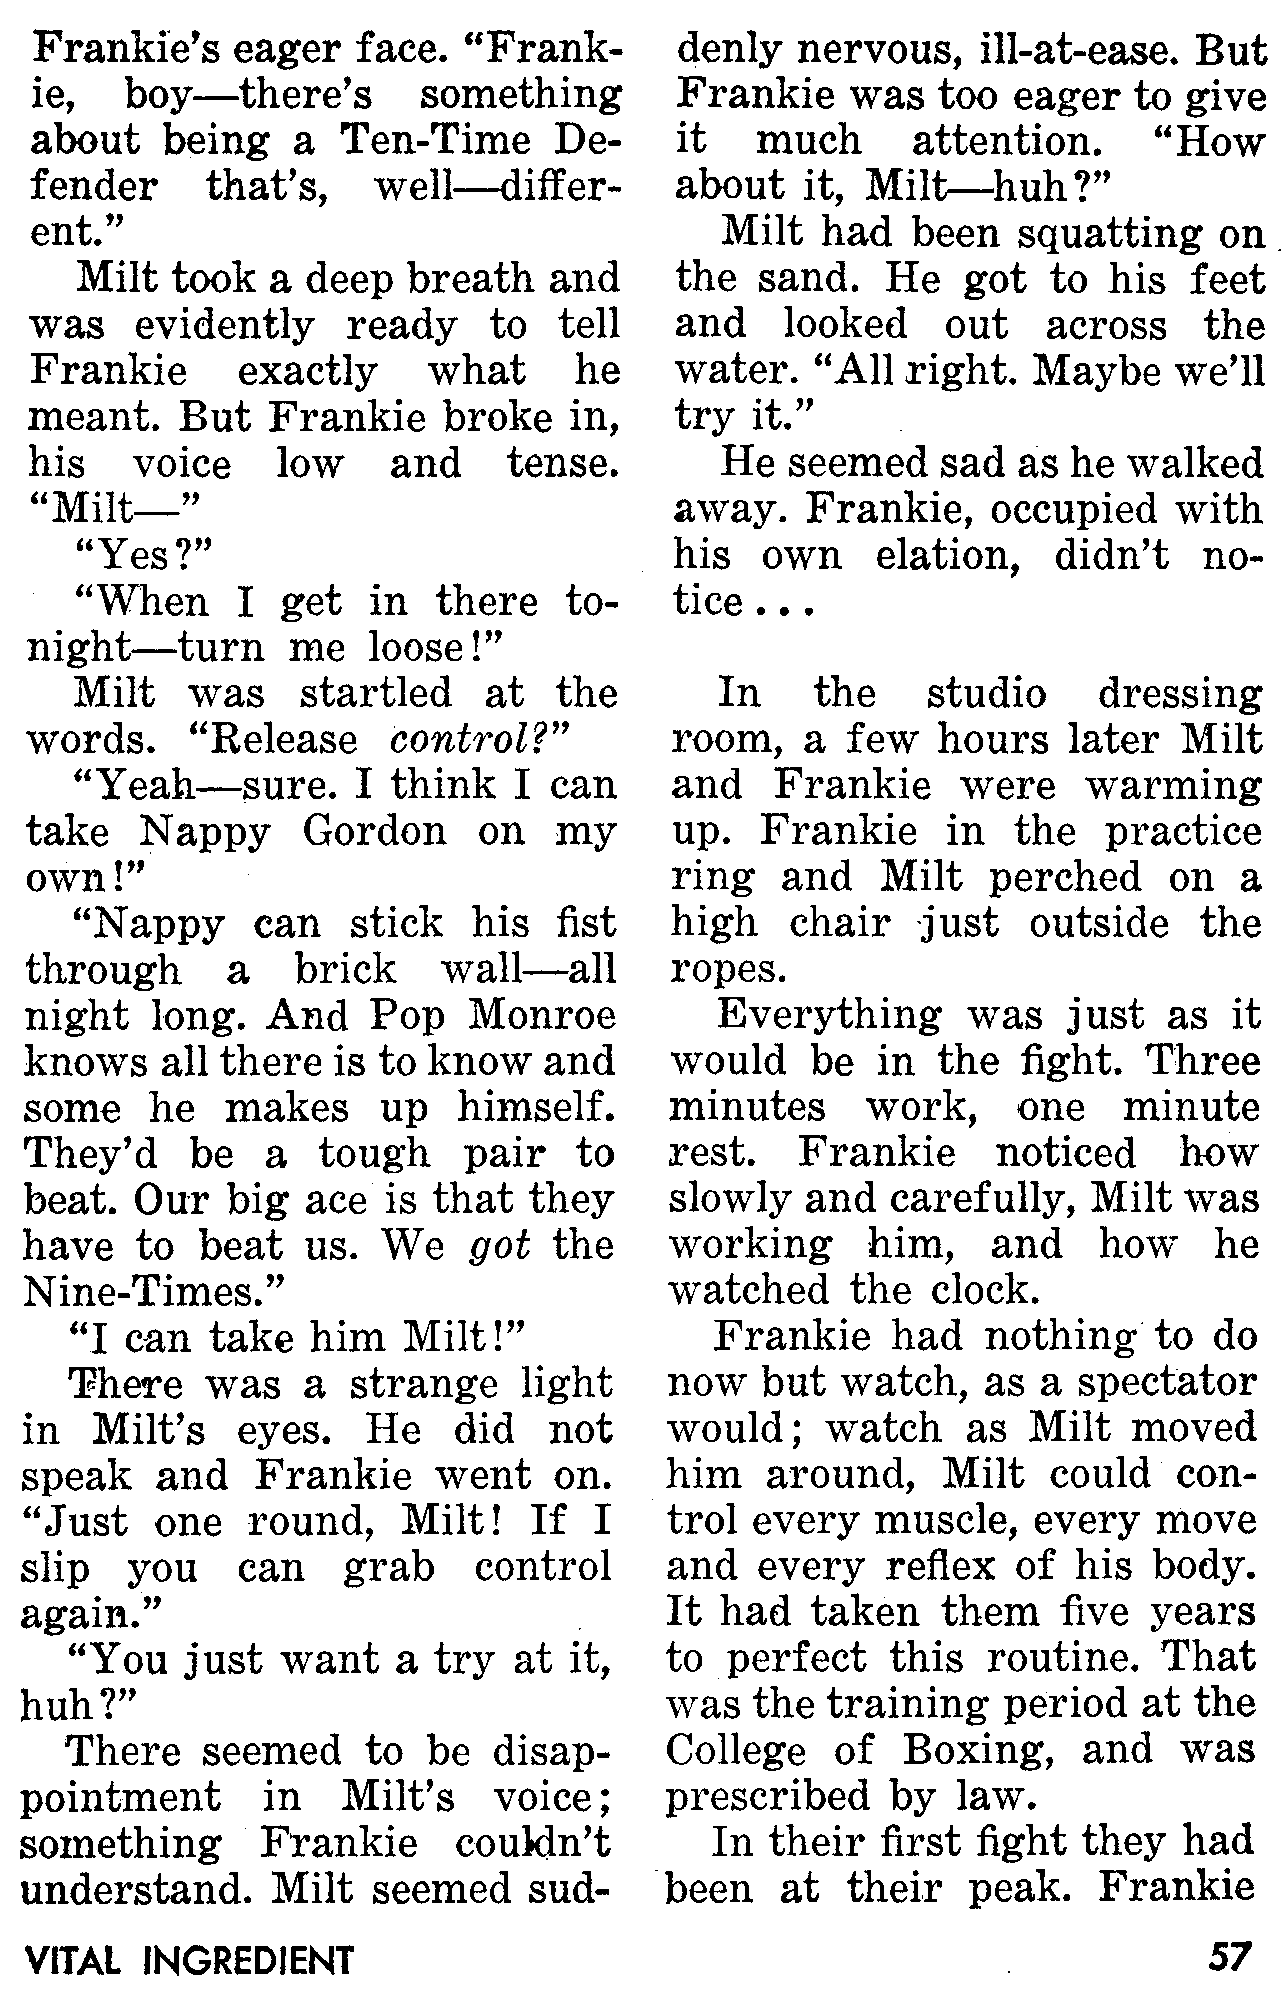 Frankie's eager face. “Frank-
ie, boy—there's something
about being a Ten-Time De-
fender that's, well—differ-
ent.”
Milt took a deep breath and
was evidently ready to tell
Frankie exactly what he
meant. But Frankie broke in,
his voice low and tense.
“Milt—”
“Yes?”
“When I get in there to-
night—turn me loose!”
Milt was startled at the
words. “Release control?”
“Yeah—sure. I think I can
take Nappy Gordon on my
own!”
“Nappy can stick his fist
through a brick wall—all
night long. And Pop Monroe
knows all there is to know and
some he makes up himself.
They'd be a tough pair to
beat. Our big ace is that they
have to beat us. We got the
Nine-Times.”
“I can take him Milt!”
There was a strange light
in Milt's eyes. He did not
speak and Frankie went on.
“Just one round, Milt! If I
slip you can grab control
again.”
“You just want a try at it,
huh?”
There seemed to be disap-
pointment in Milt's voice;
something Frankie couldn't
understand. Milt seemed sud-
denly nervous, ill-at-ease. But
Frankie was too eager to give
it much attention. “How
about it, Milt—huh?”
Milt had been squatting on
the sand. He got to his feet
and looked out across the
water. “All right. Maybe we'll
try it.”
He seemed sad as he walked
away. Frankie, occupied with
his own elation, didn't no-
tice . . .
In the studio dressing
room, a few hours later Milt
and Frankie were warming
up. Frankie in the practice
ring and Milt perched on a
high chair just outside the
ropes.
Everything was just as it
would be in the fight. Three
minutes work, one minute
rest. Frankie noticed how
slowly and carefully, Milt was
working him, and how he
watched the clock.
Frankie had nothing to do
now but watch, as a spectator
would; watch as Milt moved
him around, Milt could con-
trol every muscle, every move
and every reflex of his body.
It had taken them five years
to perfect this routine. That
was the training period at the
College of Boxing, and was
prescribed by law.
In their first fight they had
been at their peak. Frankie
VITAL INGREDIENT 57